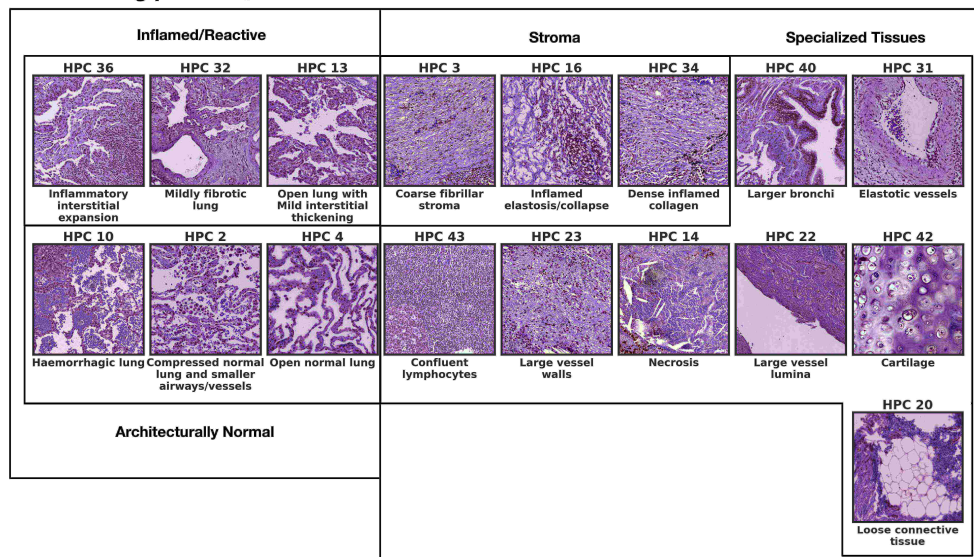 Inflamed/Reactive
Stroma
Specialized Tissues
HPC 36
HPC 32
HPC 13
HPC 3
HPC 16
HPC 34
HPC 40
HPC 31
Inflammatory
interstitial
expansion
Mildly fibrotic
lung
Open lung with
Mild interstitial
thickening
Coarse fibrillar
stroma
Inflamed
elastosis/collapse
Dense inflamed
collagen
Larger bronchi
Elastotic vessels
HPC 10
HPC 2
HPC 4
HPC 43
HPC 23
HPC 14
HPC 22
HPC 42
Haemorrhagic lung
Compressed normal
lung and smaller
airways/vessels
Open normal lung
Confluent
lymphocytes
Large vessel
walls
Necrosis
Large vessel
lumina
Cartilage
Architecturally Normal
HPC 20
Loose connective
tissue